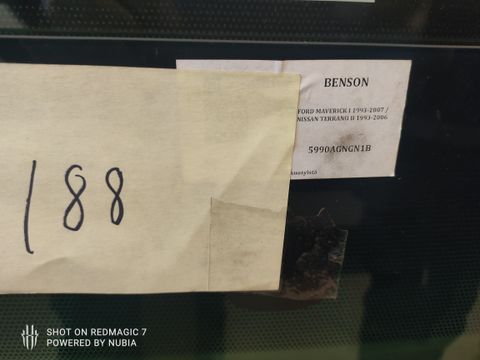 BENSON
FORD MAVERICK I 1993-2007 /
NISSAN TERRANO II 1993-2006
5990AGNGN1B
188
SHOT ON REDMAGIC 7
POWERED BY NUBIA